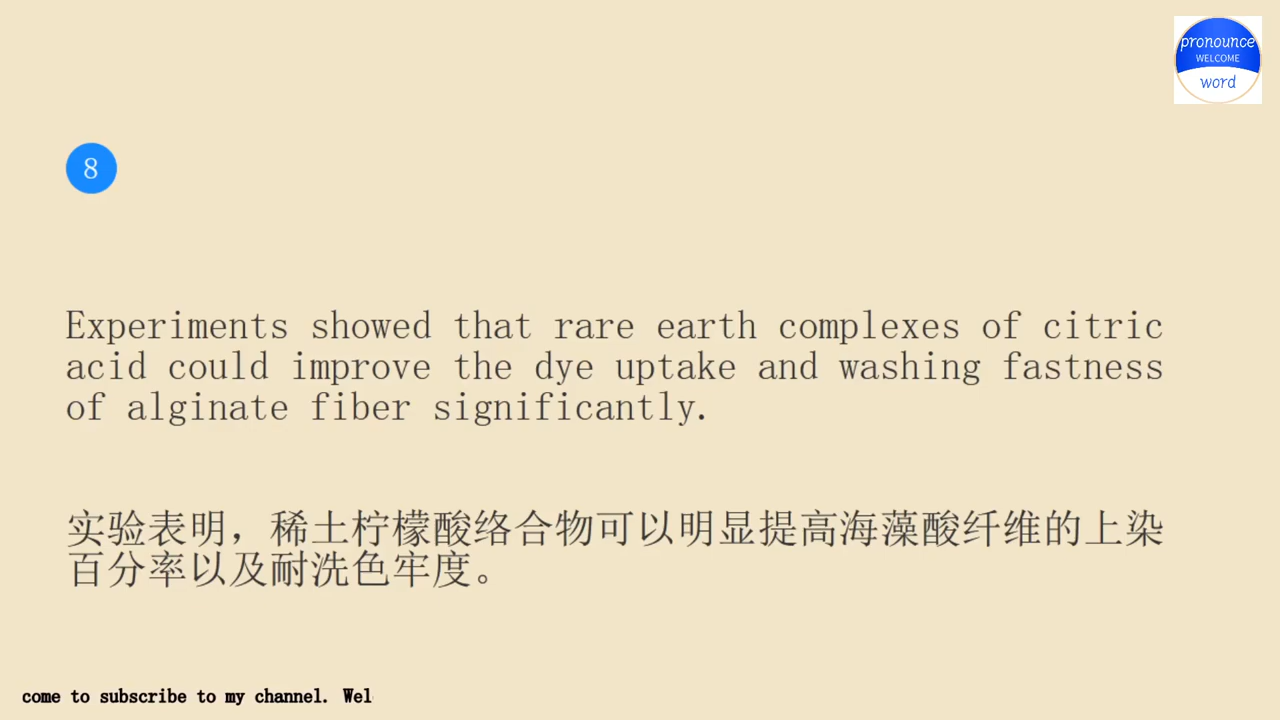 pronounce
WELCOME
word
8
Experiments showed that rare earth complexes of citric
acid could improve the dye uptake and washing fastness
of alginate fiber significantly.
实验表明，稀土柠檬酸络合物可以明显提高海藻酸纤维的上染
百分率以及耐洗色牢度。
come to subscribe to my channel. Wel